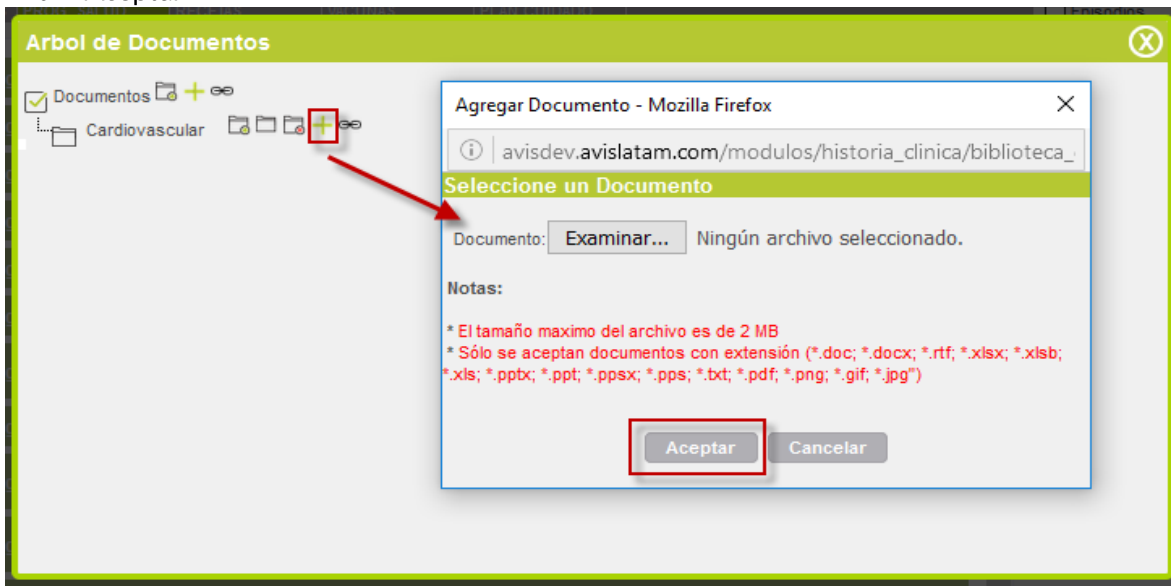 Arbol de Documentos
Documentos
Cardiovascular
Agregar Documento - Mozilla Firefox
avisdev.avislatam.com/modulos/historia_clinica/biblioteca_
Seleccione un Documento
Documento: Examinar... Ningún archivo seleccionado.
Notas:
* El tamaño maximo del archivo es de 2 MB
* Sólo se aceptan documentos con extensión (*.doc; *.docx; *.rtf; *.xlsx; *.xlsb;
*.xls; *.pptx; *.ppt; *.ppsx; *.pps; *.txt; *.pdf; *.png; *.gif; *.jpg")
Aceptar Cancelar